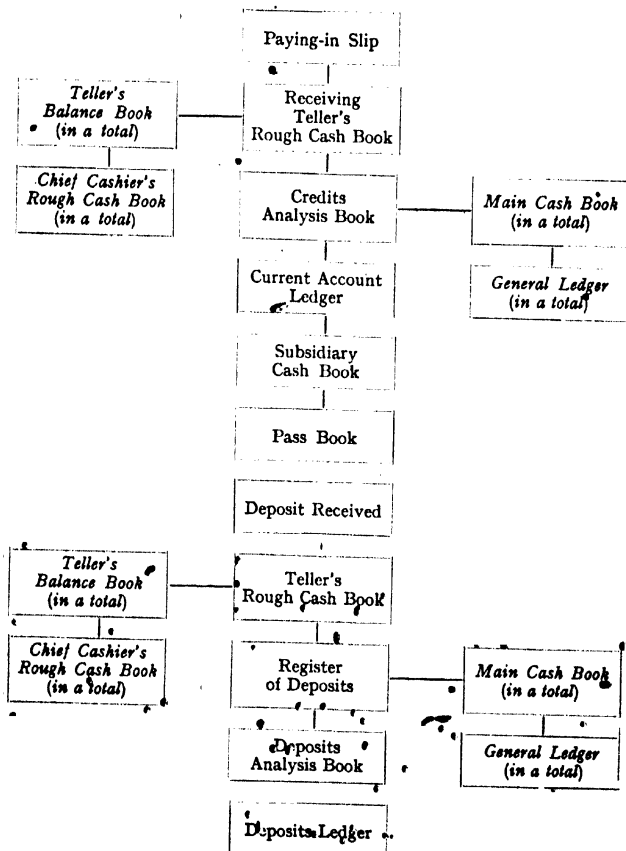 Paying-in Slip
Teller's
Balance Book
(in a total)
Receiving
Teller's
Rough Cash Book
Chief Cashier's
Rough Cash Book
(in a total)
Credits
Analysis Book
Main Cash Book
(in a total)
Current Account
Ledger
General Ledger
(in a total)
Subsidiary
Cash Book
Pass Book
Deposit Received
Teller's
Balance Book
(in a total)
Teller's
Rough Cash Book
Chief Cashier's
Rough Cash Book
(in a total)
Register
of Deposits
Main Cash Book
(in a total)
Deposits
Analysis Book
General Ledger
(in a total)
Deposits Ledger